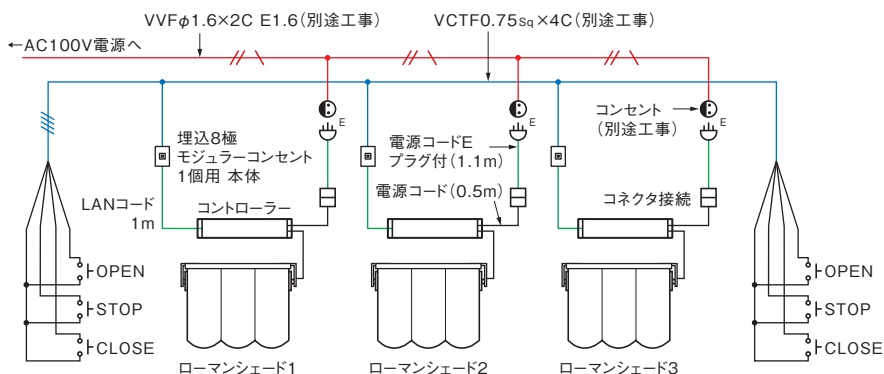 VVFφ1.6×2C E1.6(別途工事)
VCTF0.75sq×4C(別途工事)
←AC100V電源へ
E
E
E
コンセント
(別途工事)
埋込8極
モジュラーコンセント
1個用 本体
電源コードE
プラグ付(1.1m)
電源コード(0.5m)
LANコード
1m
コントローラー
コネクタ接続
OPEN
STOP
CLOSE
OPEN
STOP
CLOSE
ローマンシェード1
ローマンシェード2
ローマンシェード3